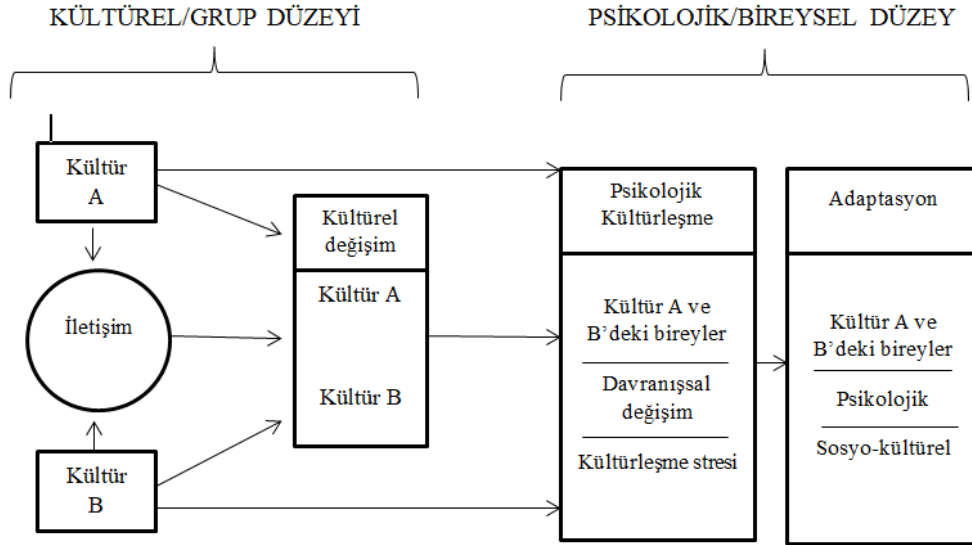 KÜLTÜREL/GRUP DÜZEYİ
PSİKOLOJİK/BİREYSEL DÜZEY
Kültür
A
İletişim
Kültür
B
Kültürel
değişim
Kültür A
Kültür B
Psikolojik
Kültürleşme
Kültür A ve
B'deki bireyler
Davranışsal
değişim
Kültürleşme stresi
Adaptasyon
Kültür A ve
B'deki bireyler
Psikolojik
Sosyo-kültürel